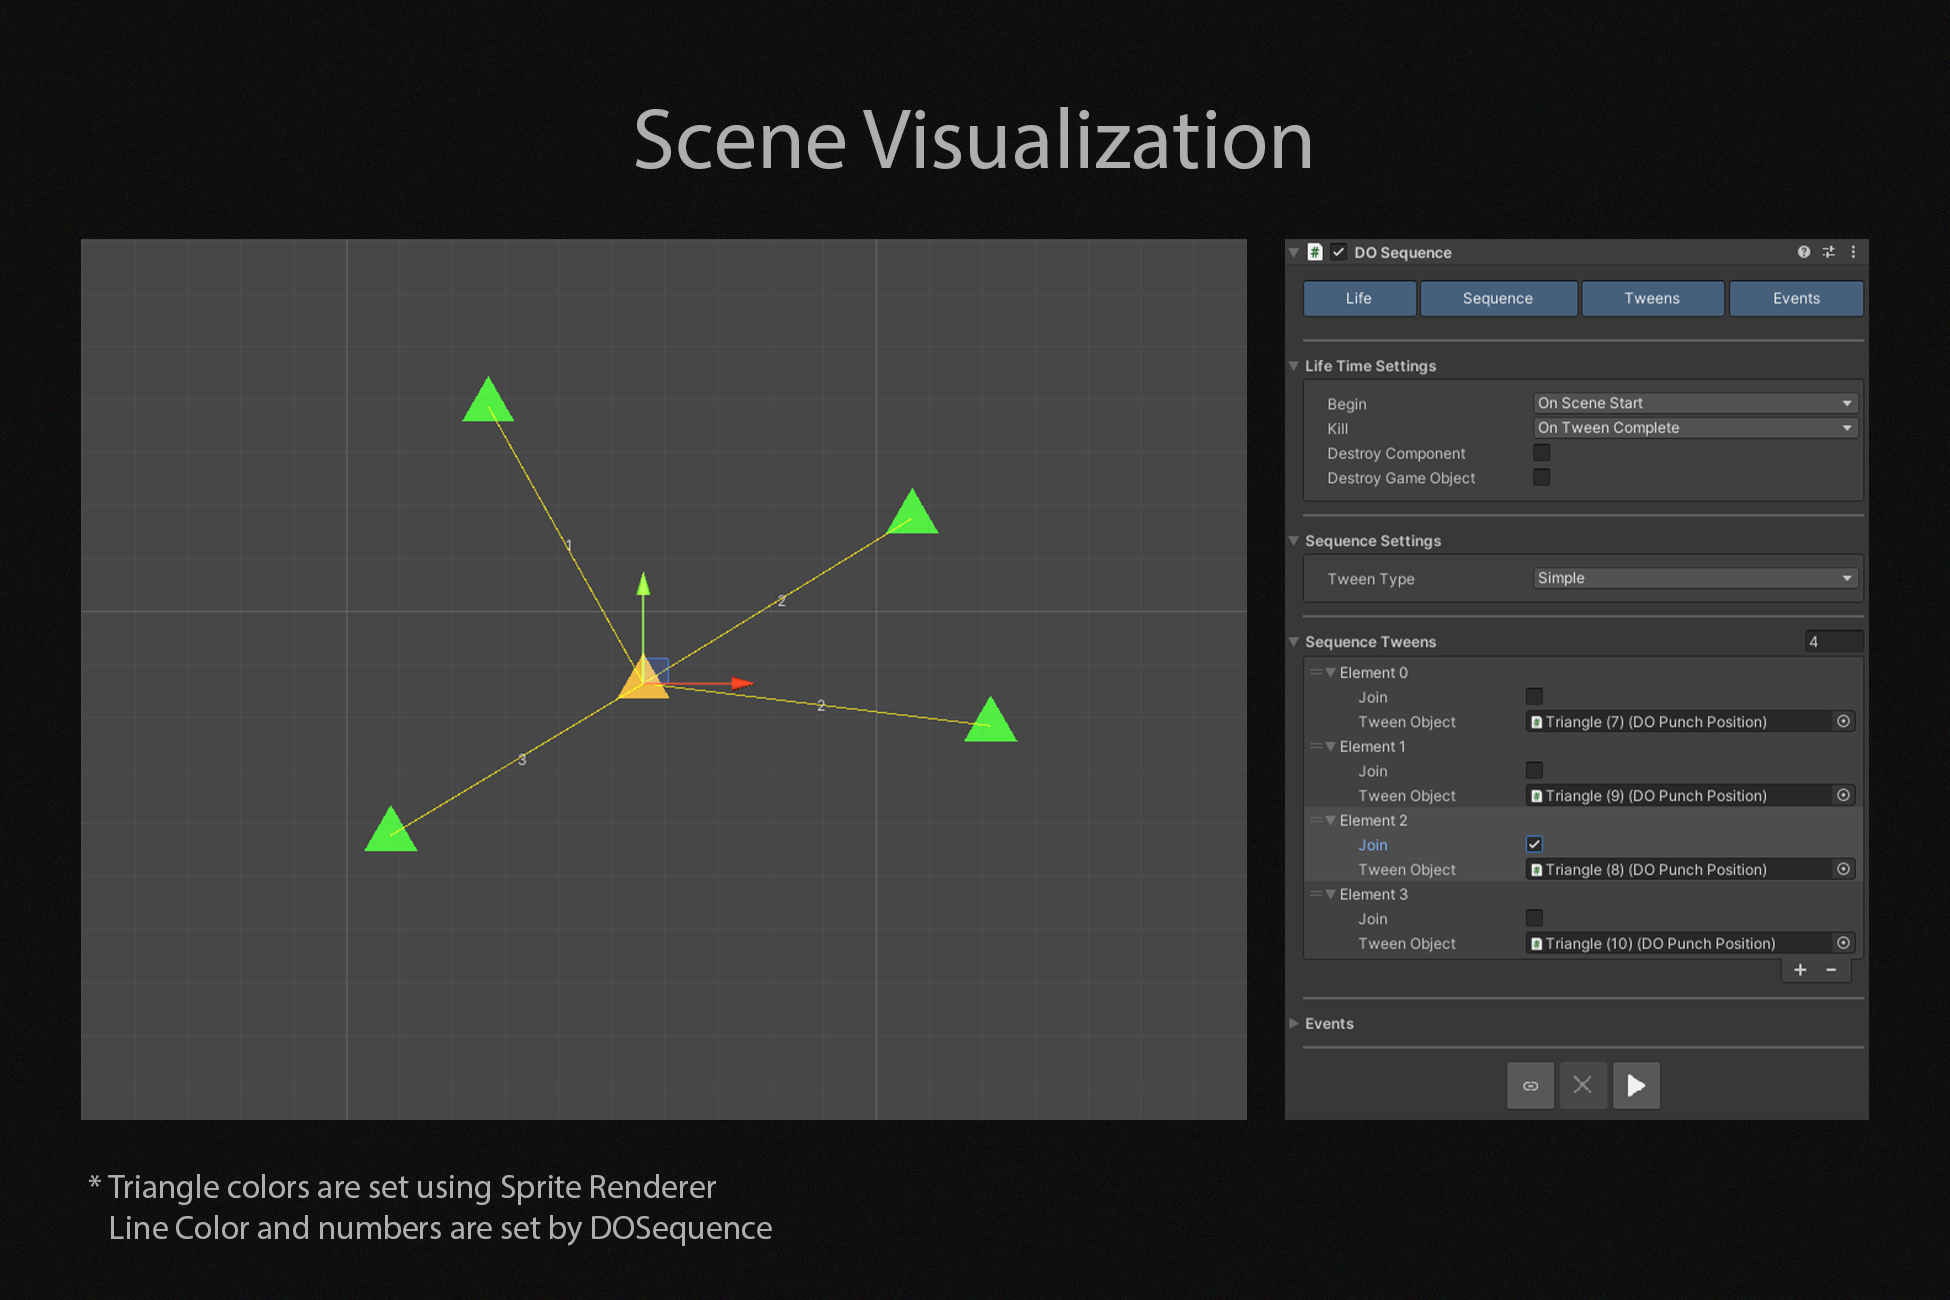 Scene Visualization
1
2
2
3
# DO Sequence
Life Sequence Tweens Events
Life Time Settings
Begin On Scene Start
Kill On Tween Complete
Destroy Component
Destroy Game Object
Sequence Settings
Tween Type Simple
Sequence Tweens 4
Element 0
Join
Tween Object # Triangle (7) (DO Punch Position)
Element 1
Join
Tween Object # Triangle (9) (DO Punch Position)
Element 2
Join
Tween Object # Triangle (8) (DO Punch Position)
Element 3
Join
Tween Object # Triangle (10) (DO Punch Position)
+ −
Events
* Triangle colors are set using Sprite Renderer
Line Color and numbers are set by DOSequence